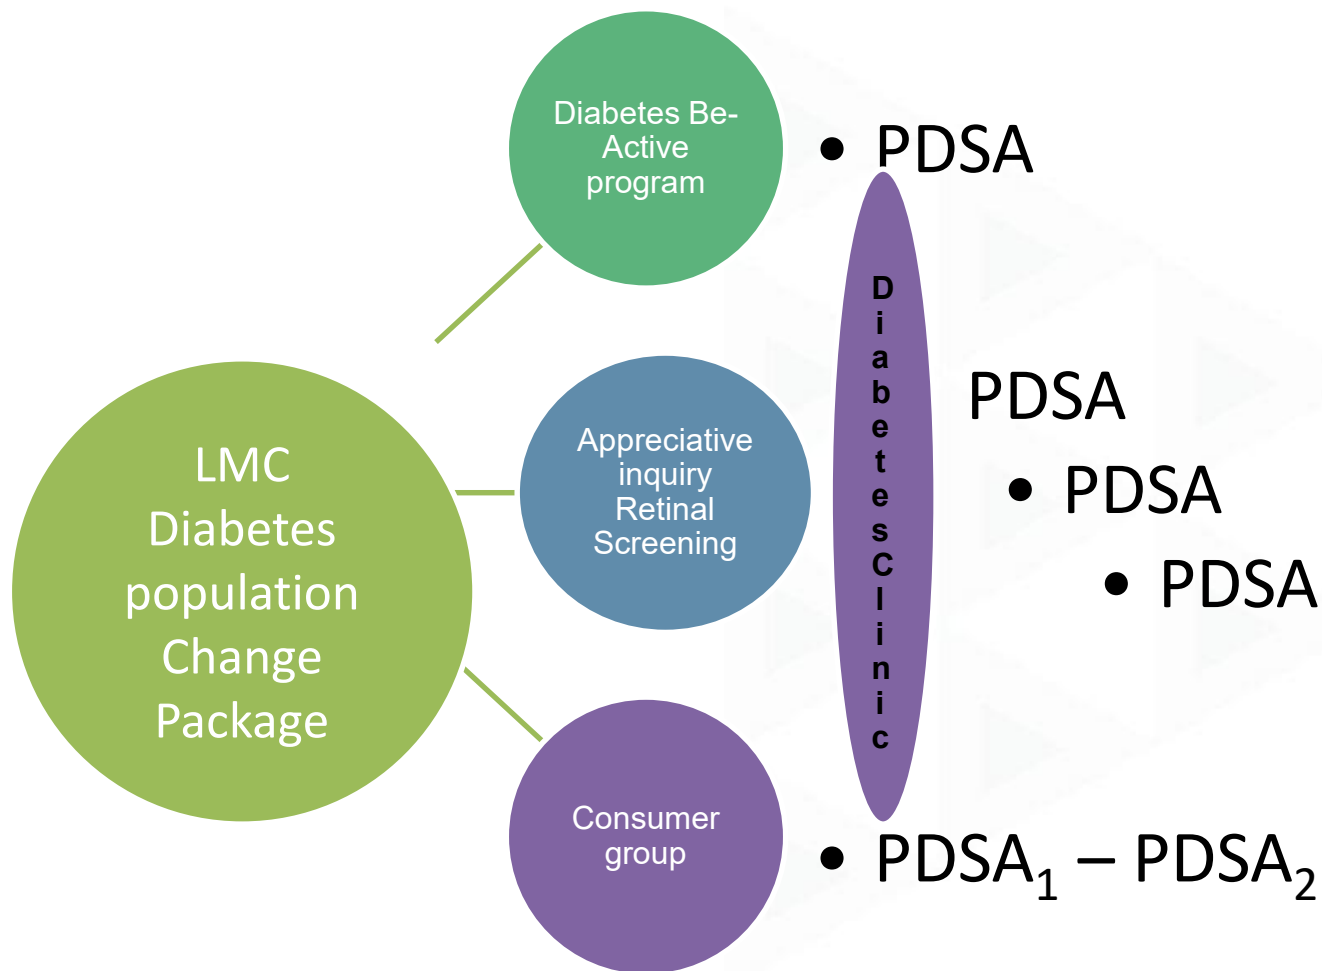 Diabetes Be-
Active
program
• PDSA
LMC
Diabetes
population
Change
Package
Appreciative
inquiry
Retinal
Screening
DiabetesClinic
PDSA
• PDSA
• PDSA
Consumer
group
• PDSA₁ – PDSA₂